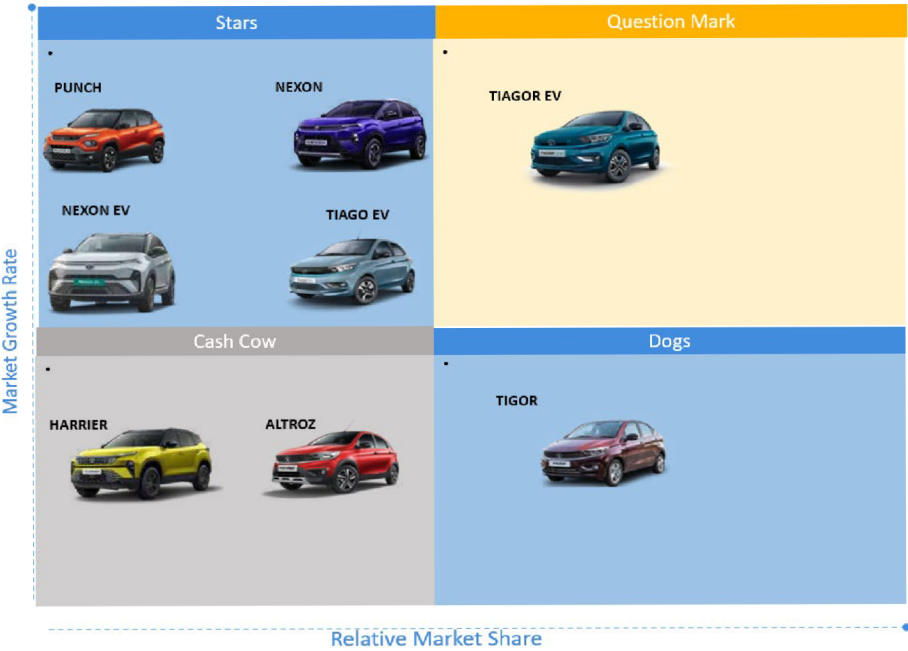 Stars
Question Mark
PUNCH
NEXON
TIAGOR EV
NEXON EV
TIAGO EV
Market Growth Rate
Cash Cow
Dogs
HARRIER
ALTROZ
TIGOR
Relative Market Share